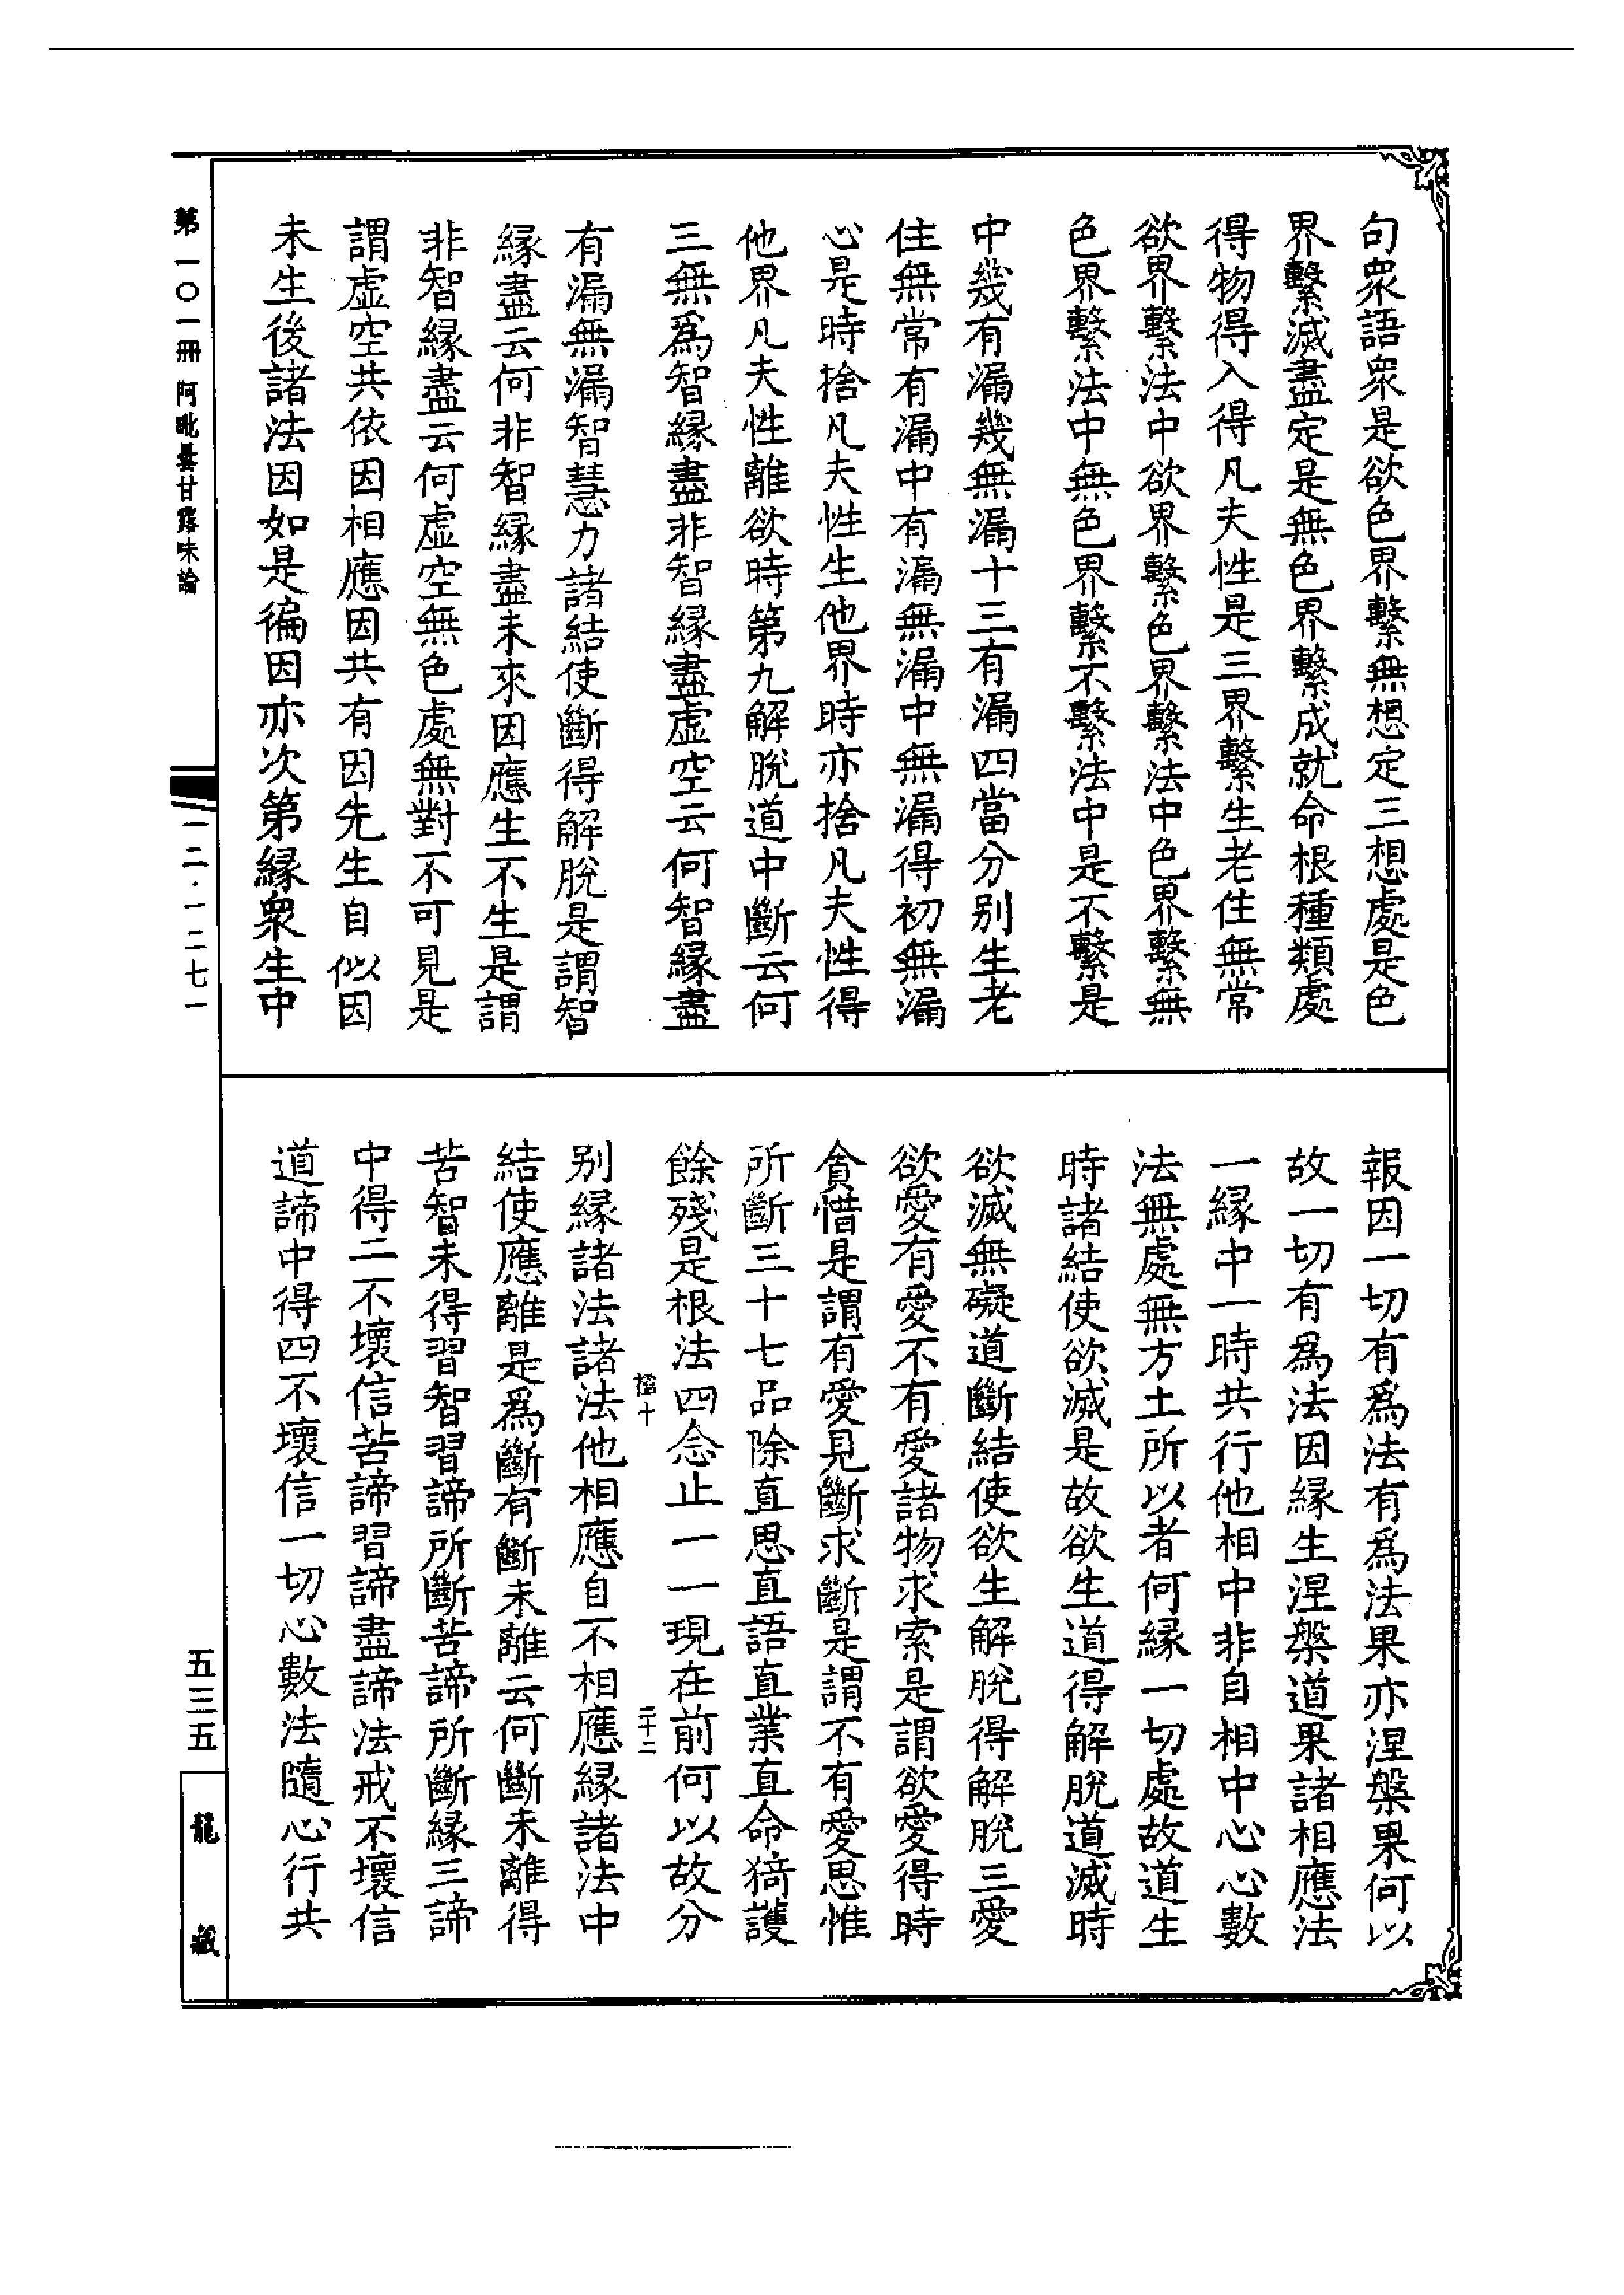 句衆語衆是欲色界繫無想定三想處是色
界繫滅盡定是無色界繫成就命根種類處
得物得入得凡夫性是三界繫生老住無常
欲界繫法中欲界繫色界繫法中色界繫無
色界繫法中無色界繫不繫法中是不繫是
中幾有漏幾無漏十三有漏四當分别生老
住無常有漏中有漏無漏中無漏得初無漏
心是時捨凡夫性生他界時亦捨凡夫性得
他界凡夫性離欲時第九解脫道中斷云何
三無爲智緣盡非智緣盡虛空云何智緣盡
有漏無漏智慧力諸結使斷得解脫是謂智
緣盡云何非智緣盡未來因應生不生是謂
非智緣盡云何虛空無色處無對不可見是
謂虛空共依因相應因共有因先生自似因
未生後諸法因如是徧因亦次第緣衆生中
報因一切有爲法有爲法果亦涅槃果何以
故一切有爲法因緣生涅槃道果諸相應法
一緣中一時共行他相中非自相中心心數
法無處無方土所以者何緣一切處故道生
時諸結使欲滅是故欲生道得解脫道滅時
欲滅無礙道斷結使欲生解脫得解脫三愛
欲愛有愛不有愛諸物求索是謂欲愛得時
貪惜是謂有愛見斷求斷是謂不有愛思惟
所斷三十七品除直思直語直業直命猗護
餘殘是根法四念止一一現在前何以故分
别緣諸法諸法他相應自不相應緣諸法中
結使應離是爲斷有斷未離云何斷未離得
苦智未得習智習諦所斷苦諦所斷緣三諦
中得二不壞信苦諦習諦盡諦法戒不壞信
道諦中得四不壞信一切心數法隨心行共
二十二
第一〇一冊 阿毗曇甘露味論
一二·一二七一
五三五
龍藏